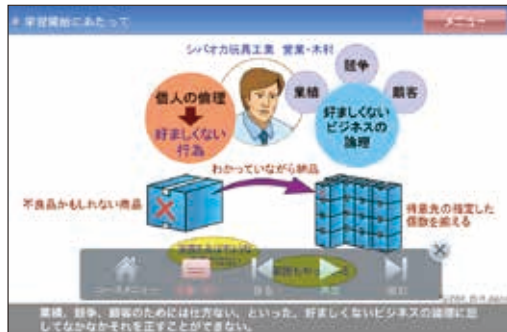 学習開始にあたって
メニュー
シバオカ玩具工業 営業・木利
競争
業績
顧客
個人の倫理
好ましくない
行為
好ましくない
ビジネスの
論理
わかっていながら納品
不良品かもしれない商品
得意先の指定した
個数を揃える
コースメニュー
戻る
業績、競争、顧客のためには仕方ない、といった、好ましくないビジネスの論理に屈
してなかなかそれを正すことができない。